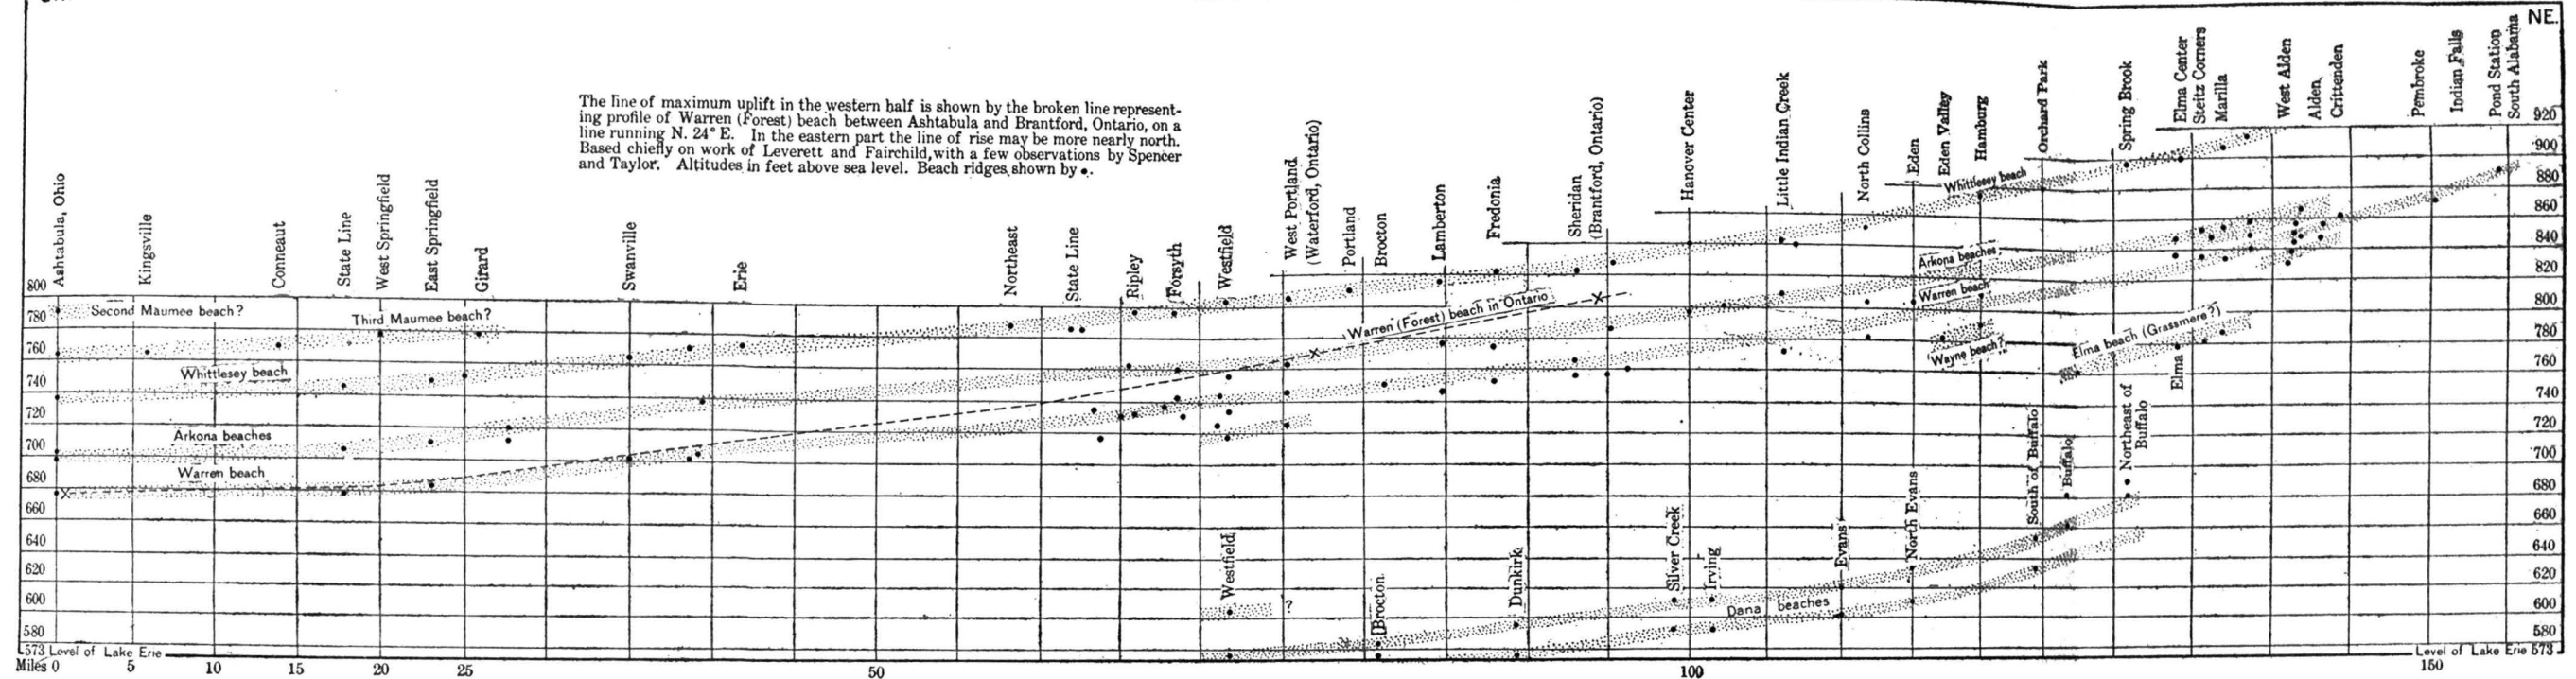 NE.
The line of maximum uplift in the western half is shown by the broken line represent-
ing profile of Warren (Forest) beach between Ashtabula and Brantford, Ontario, on a
line running N. 24° E. In the eastern part the line of rise may be more nearly north.
Based chiefly on work of Leverett and Fairchild, with a few observations by Spencer
and Taylor. Altitudes in feet above sea level. Beach ridges shown by •.
Ashtabula, Ohio
Kingsville
Conneaut
State Line
West Springfield
East Springfield
Girard
Swanville
Erie
Northeast
State Line
Ripley
Forsyth
Westfield
West Portland
(Waterford, Ontario)
Portland
Brocton
Lamberton
Fredonia
Sheridan
(Brantford, Ontario)
Hanover Center
Little Indian Creek
North Collins
Eden
Eden Valley
Hamburg
Orchard Park
Spring Brook
Elma Center
Steitz Corners
Marilla
West Alden
Alden
Crittenden
Pembroke
Indian Falls
Pond Station
South Alabama
800
780
760
740
720
700
680
660
640
620
600
580
573 Level of Lake Erie
Second Maumee beach?
Third Maumee beach?
Whittlesey beach
Arkona beaches
Warren beach
Warren (Forest) beach in Ontario
Whittlesey beach
Arkona beaches
Warren beach
Wayne beach?
Elma beach (Grassmere?)
Elma
Northeast of
Buffalo
Buffalo
South of Buffalo
North Evans
Evans
Irving
Silver Creek
Dunkirk
Brocton
Westfield
?
Dana beaches
920
900
880
860
840
820
800
780
760
740
720
700
680
660
640
620
600
580
Level of Lake Erie 573
Miles 0 5 10 15 20 25 50 100 150